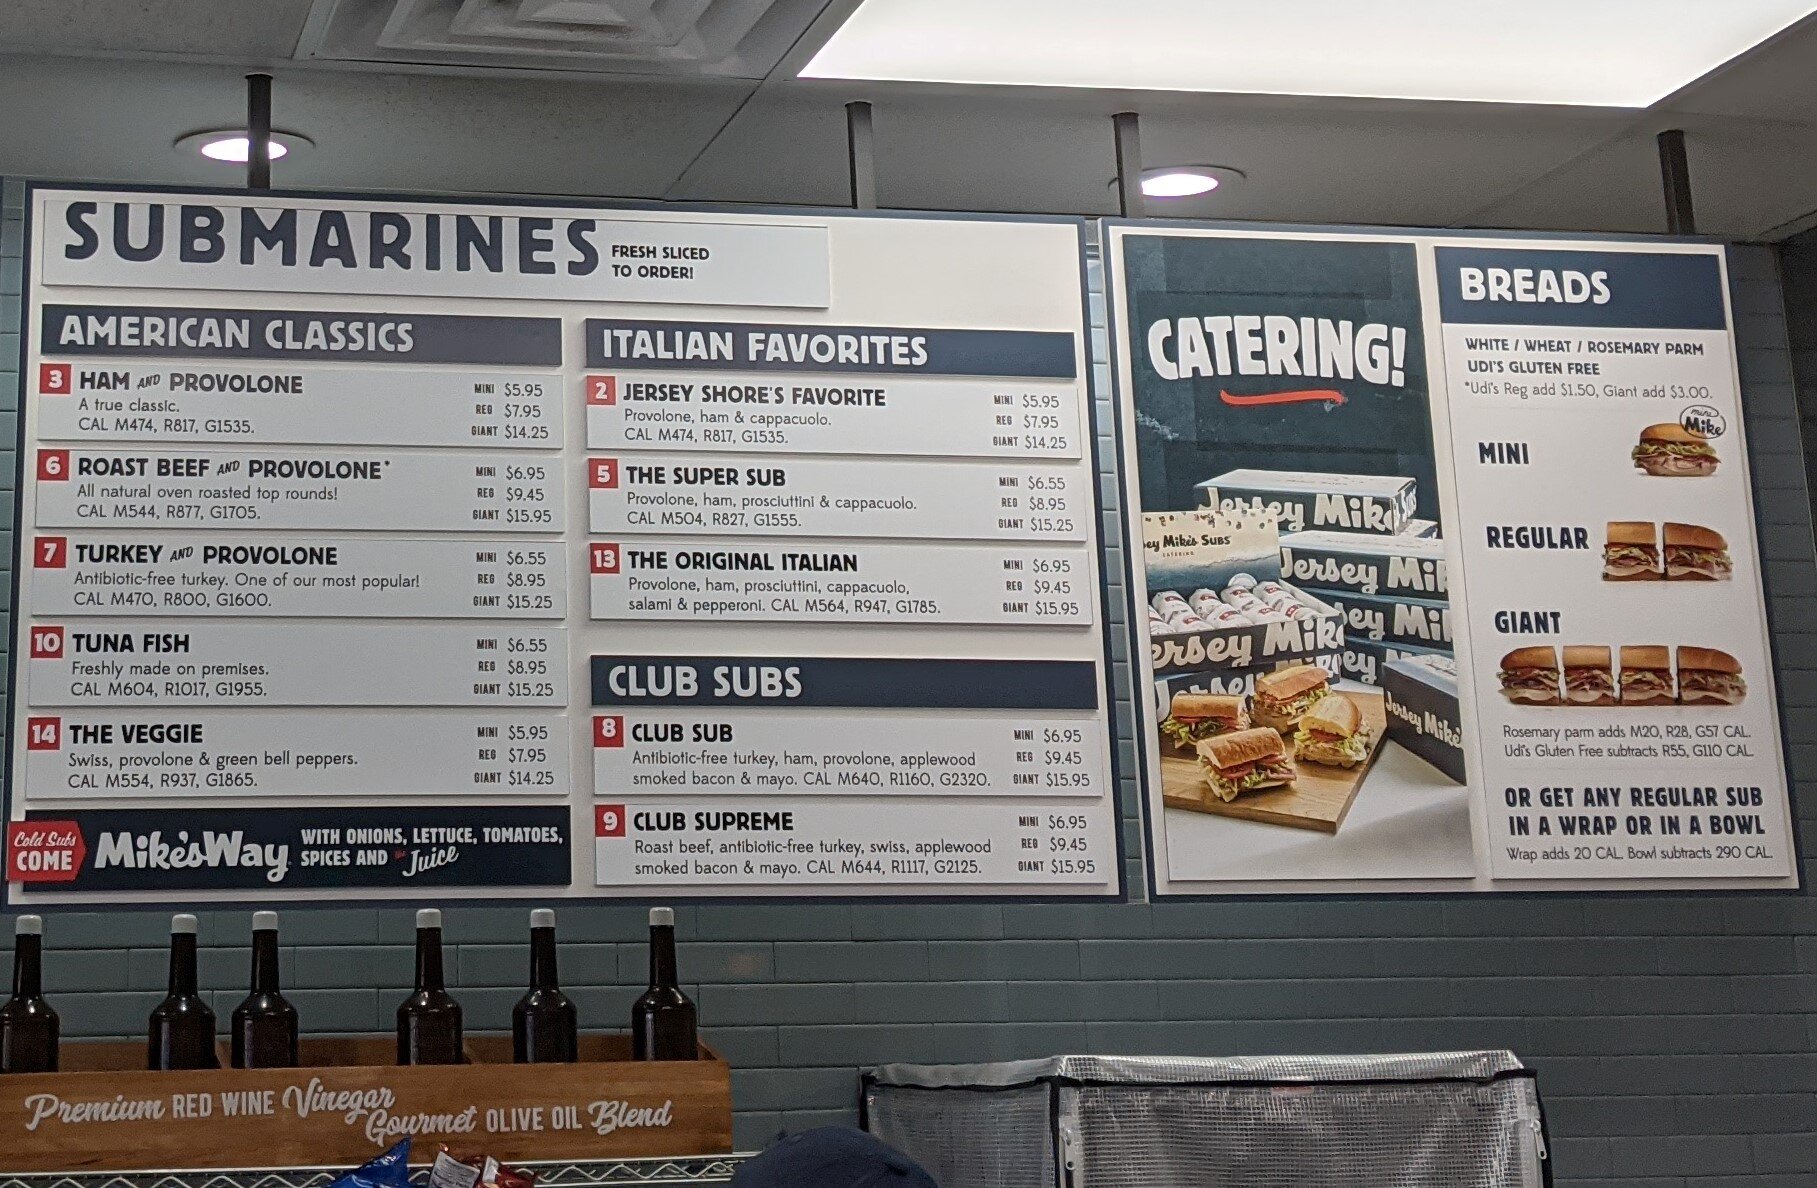 SUBMARINES
FRESH SLICED
TO ORDER!
AMERICAN CLASSICS
3 HAM AND PROVOLONE
A true classic.
CAL M474, R817, G1535.
MINI $5.95
REG $7.95
GIANT $14.25
6 ROAST BEEF AND PROVOLONE*
All natural oven roasted top rounds!
CAL M544, R877, G1705.
MINI $6.95
REG $9.45
GIANT $15.95
7 TURKEY AND PROVOLONE
Antibiotic-free turkey. One of our most popular!
CAL M470, R800, G1600.
MINI $6.55
REG $8.95
GIANT $15.25
10 TUNA FISH
Freshly made on premises.
CAL M604, R1017, G1955.
MINI $6.55
REG $8.95
GIANT $15.25
14 THE VEGGIE
Swiss, provolone & green bell peppers.
CAL M554, R937, G1865.
MINI $5.95
REG $7.95
GIANT $14.25
Cold Subs
COME
Mike's Way
WITH ONIONS, LETTUCE, TOMATOES,
SPICES AND the Juice
ITALIAN FAVORITES
2 JERSEY SHORE'S FAVORITE
Provolone, ham & cappacuolo.
CAL M474, R817, G1535.
MINI $5.95
REG $7.95
GIANT $14.25
5 THE SUPER SUB
Provolone, ham, prosciuttini & cappacuolo.
CAL M504, R827, G1555.
MINI $6.55
REG $8.95
GIANT $15.25
13 THE ORIGINAL ITALIAN
Provolone, ham, prosciuttini, cappacuolo,
salami & pepperoni. CAL M564, R947, G1785.
MINI $6.95
REG $9.45
GIANT $15.95
CLUB SUBS
8 CLUB SUB
Antibiotic-free turkey, ham, provolone, applewood
smoked bacon & mayo. CAL M640, R1160, G2320.
MINI $6.95
REG $9.45
GIANT $15.95
9 CLUB SUPREME
Roast beef, antibiotic-free turkey, swiss, applewood
smoked bacon & mayo. CAL M644, R1117, G2125.
MINI $6.95
REG $9.45
GIANT $15.95
CATERING!
Jersey Mike
ey Mike's SUBS
CATERING
Jersey Mi
Jersey Mik
ey Mi
ey
Jersey
Jersey Mike
BREADS
WHITE / WHEAT / ROSEMARY PARM
UDI'S GLUTEN FREE
*Udi's Reg add $1.50, Giant add $3.00.
mini
Mike
MINI
REGULAR
GIANT
Rosemary parm adds M20, R28, G57 CAL.
Udi's Gluten Free subtracts R55, G110 CAL.
OR GET ANY REGULAR SUB
IN A WRAP OR IN A BOWL
Wrap adds 20 CAL. Bowl subtracts 290 CAL.
Premium RED WINE Vinegar
Gourmet OLIVE OIL Blend